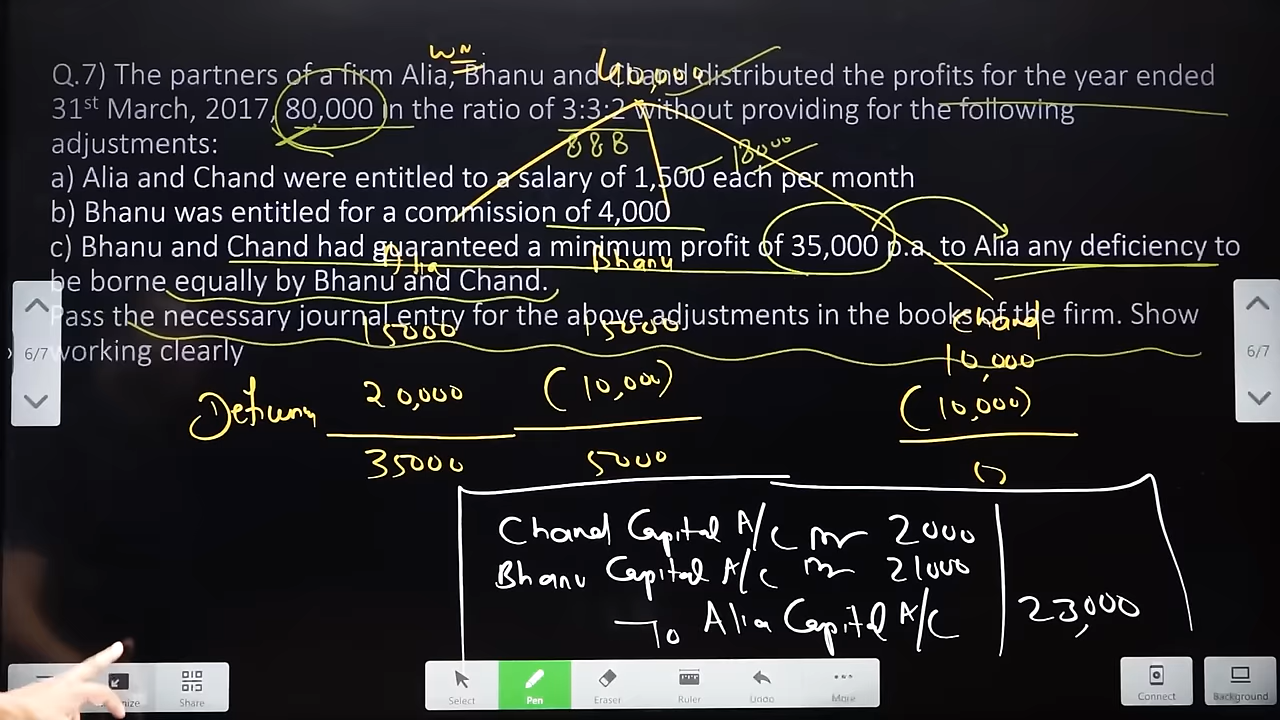 WN
40,000
Q.7) The partners of a firm Alia, Bhanu and Chand distributed the profits for the year ended
31st March, 2017, 80,000 in the ratio of 3:3:2 without providing for the following
8 8 8
adjustments:
18000
a) Alia and Chand were entitled to a salary of 1,500 each per month
b) Bhanu was entitled for a commission of 4,000
c) Bhanu and Chand had guaranteed a minimum profit of 35,000 p.a. to Alia any deficiency to
Alia Bhanu
be borne equally by Bhanu and Chand.
Pass the necessary journal entry for the above adjustments in the books of the firm. Show
15000 15000 Chand
working clearly
10,000
Deficiency 20,000 (10,000) (10,000)
35000 5000 0
Chand Capital A/C Dr 2000
Bhanu Capital A/C Dr 21000
To Alia Capital A/C 23,000
6/7
6/7
Share
Select
Pen
Eraser
Ruler
Undo
More
Connect
Background